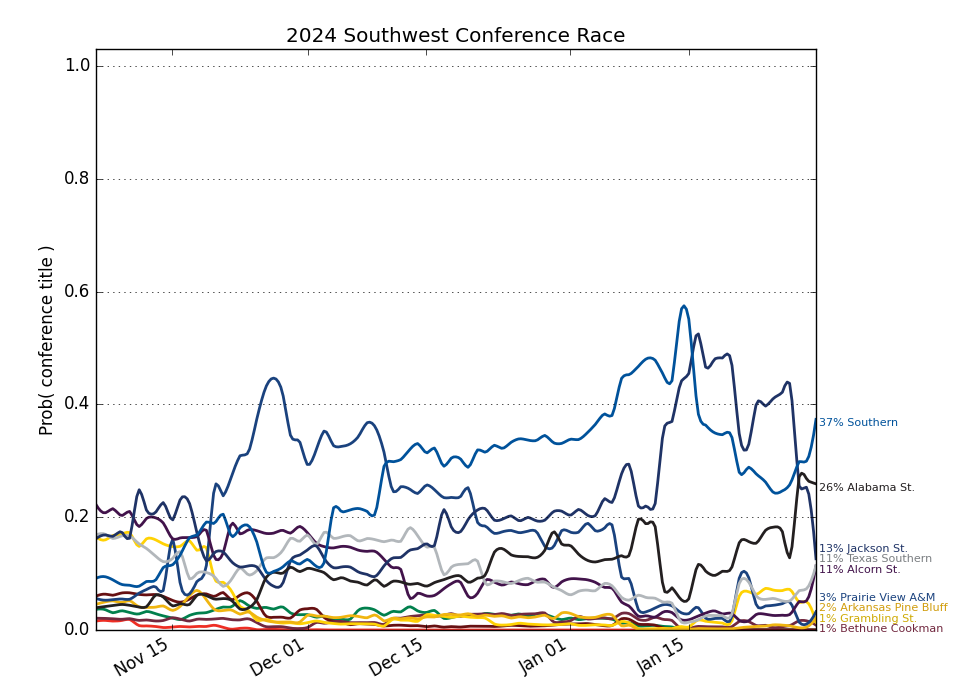 2024 Southwest Conference Race
Prob( conference title )
1.0
0.8
0.6
0.4
0.2
0.0
Nov 15
Dec 01
Dec 15
Jan 01
Jan 15
37% Southern
26% Alabama St.
13% Jackson St.
11% Texas Southern
11% Alcorn St.
3% Prairie View A&M
2% Arkansas Pine Bluff
1% Grambling St.
1% Bethune Cookman